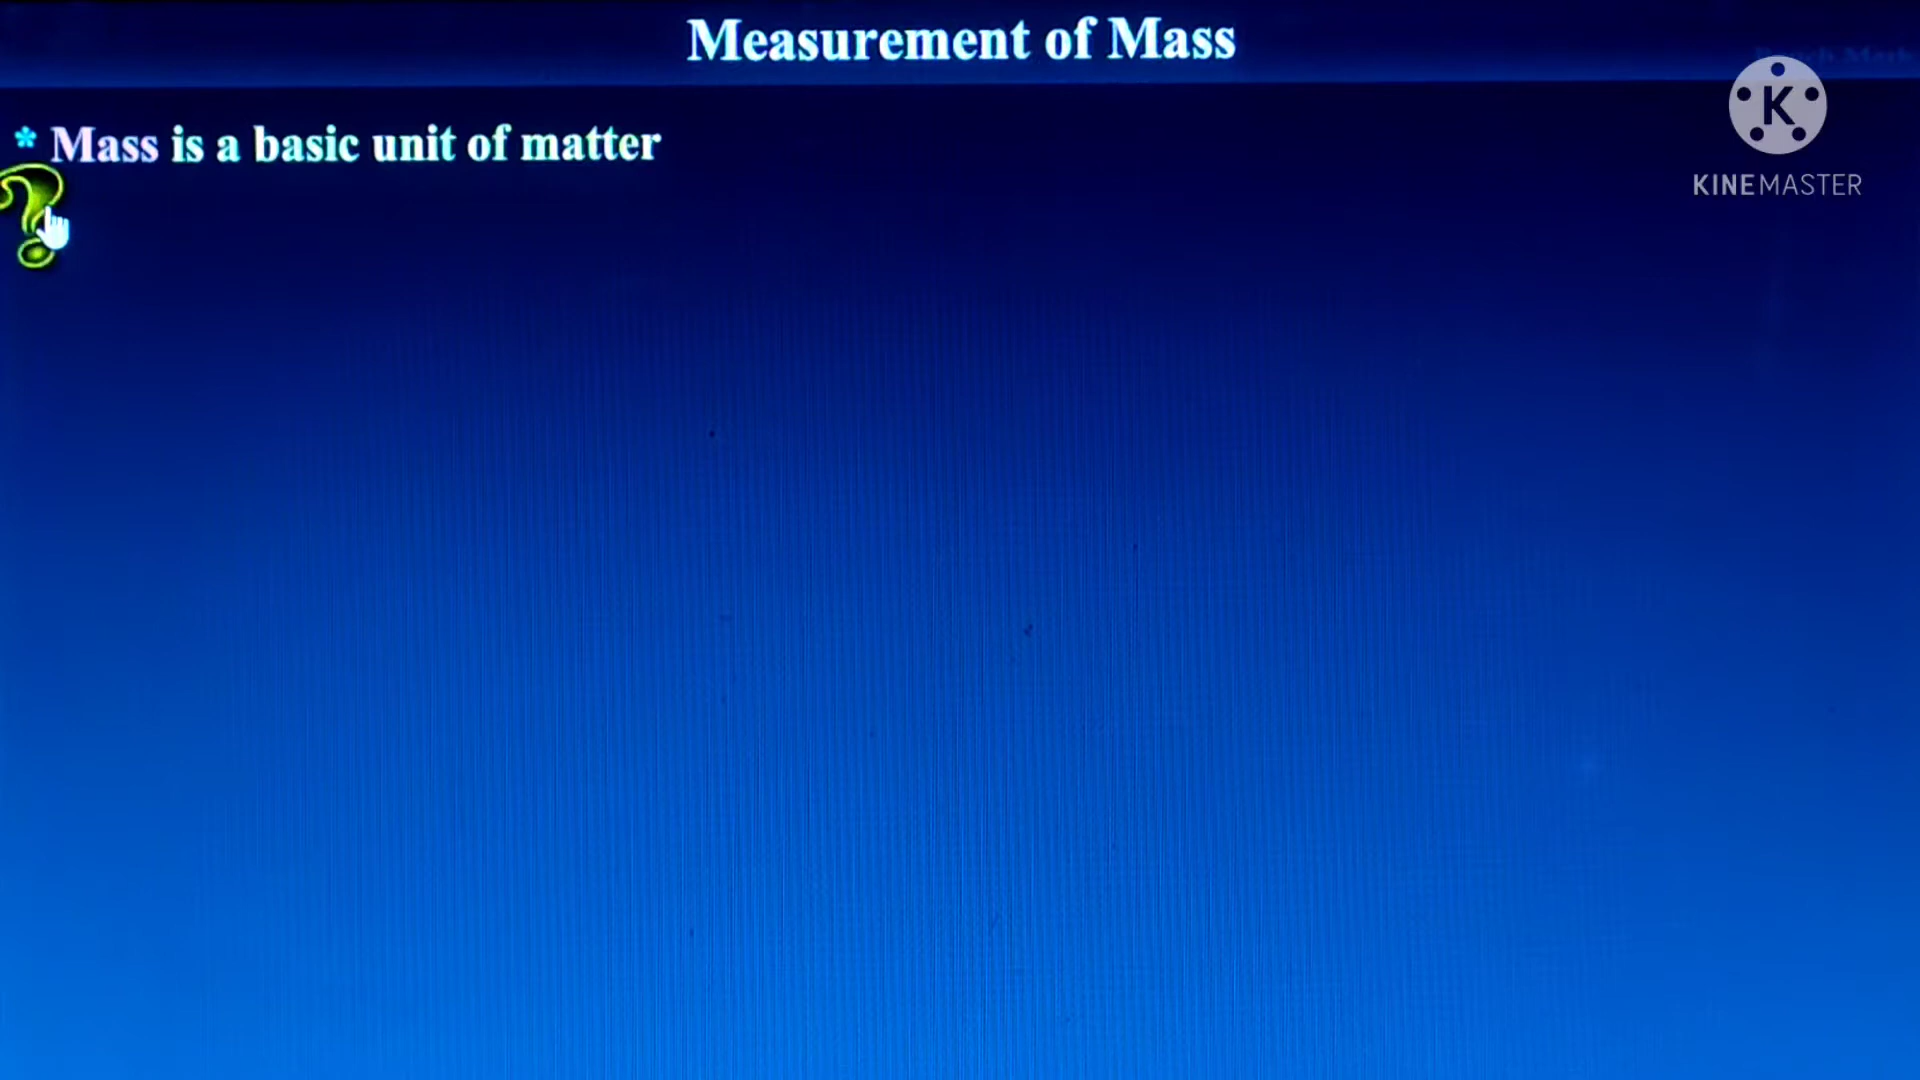 Measurement of Mass
* Mass is a basic unit of matter
K
KINEMASTER